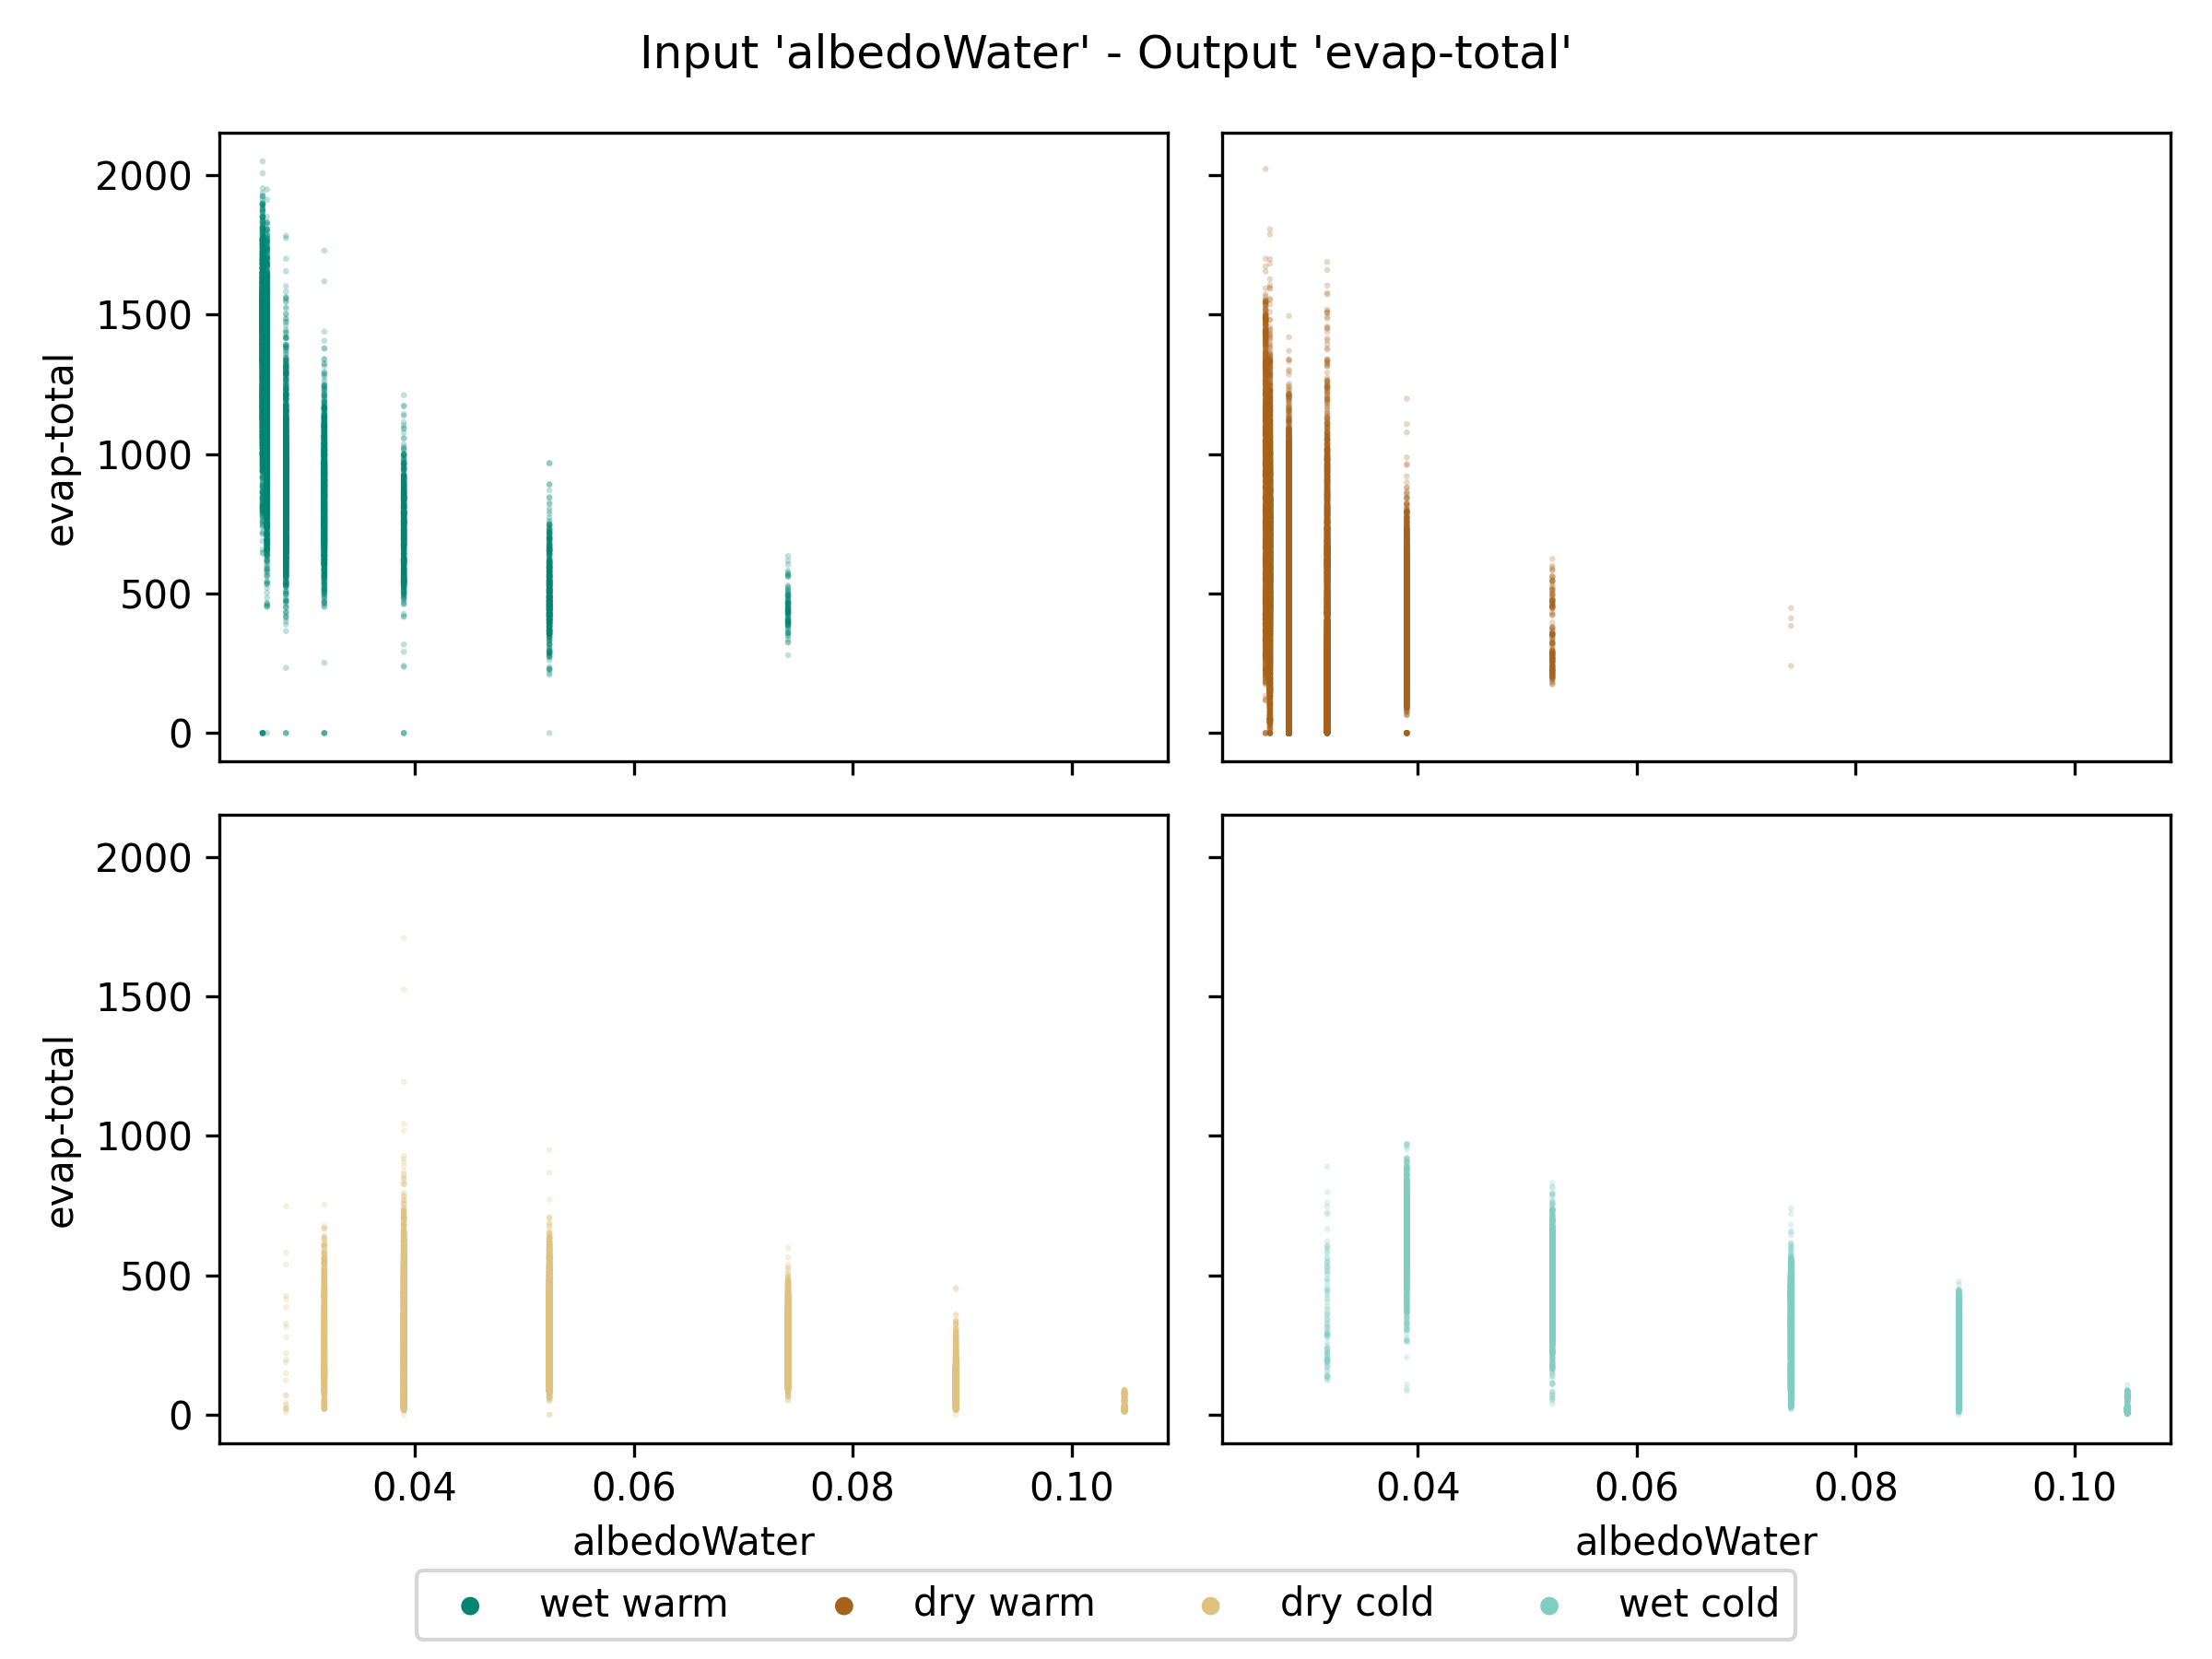 Input 'albedoWater' - Output 'evap-total'
2000
1500
1000
500
0
evap-total
2000
1500
1000
500
0
evap-total
0.04 0.06 0.08 0.10
0.04 0.06 0.08 0.10
albedoWater
albedoWater
wet warm dry warm dry cold wet cold